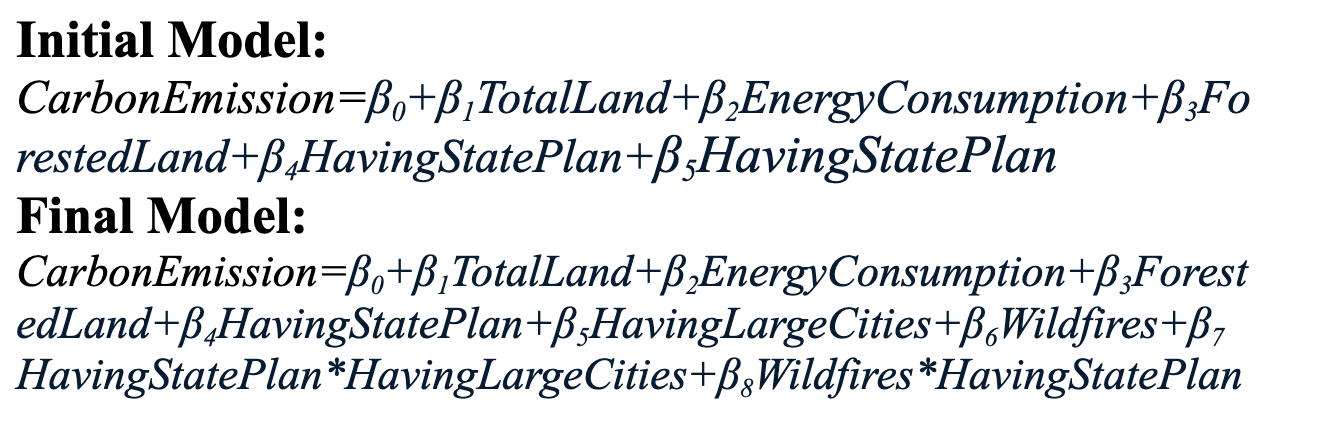 Initial Model:
CarbonEmission=β₀+β₁TotalLand+β₂EnergyConsumption+β₃Fo
restedLand+β₄HavingStatePlan+β₅HavingStatePlan
Final Model:
CarbonEmission=β₀+β₁TotalLand+β₂EnergyConsumption+β₃Forest
edLand+β₄HavingStatePlan+β₅HavingLargeCities+β₆Wildfires+β₇
HavingStatePlan*HavingLargeCities+β₈Wildfires*HavingStatePlan